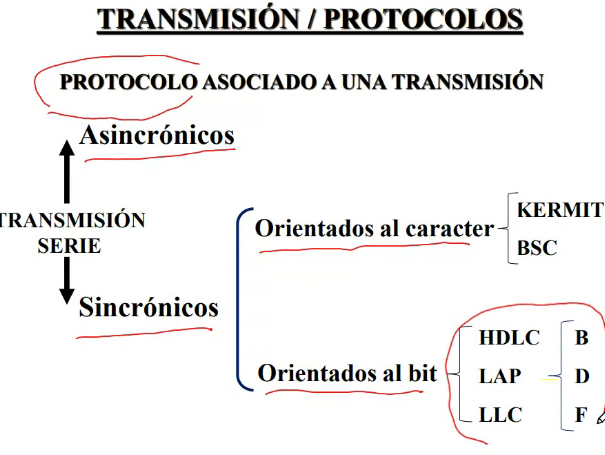 TRANSMISIÓN / PROTOCOLOS
PROTOCOLO ASOCIADO A UNA TRANSMISIÓN
Asincrónicos
TRANSMISIÓN
SERIE
Sincrónicos
Orientados al caracter
KERMIT
BSC
Orientados al bit
HDLC
LAP
LLC
B
D
F